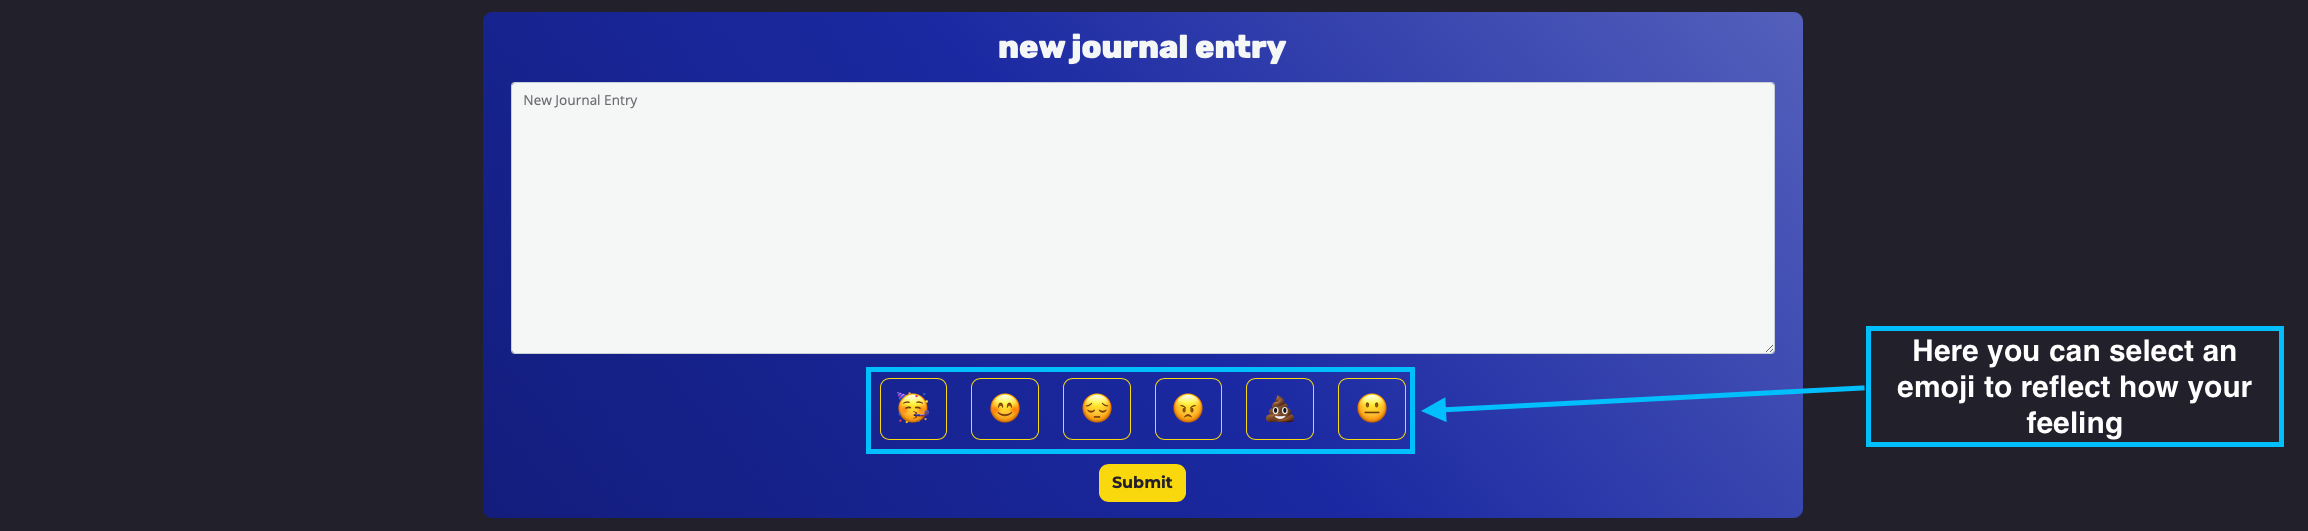 new journal entry
New Journal Entry
Here you can select an
emoji to reflect how your
feeling
Submit